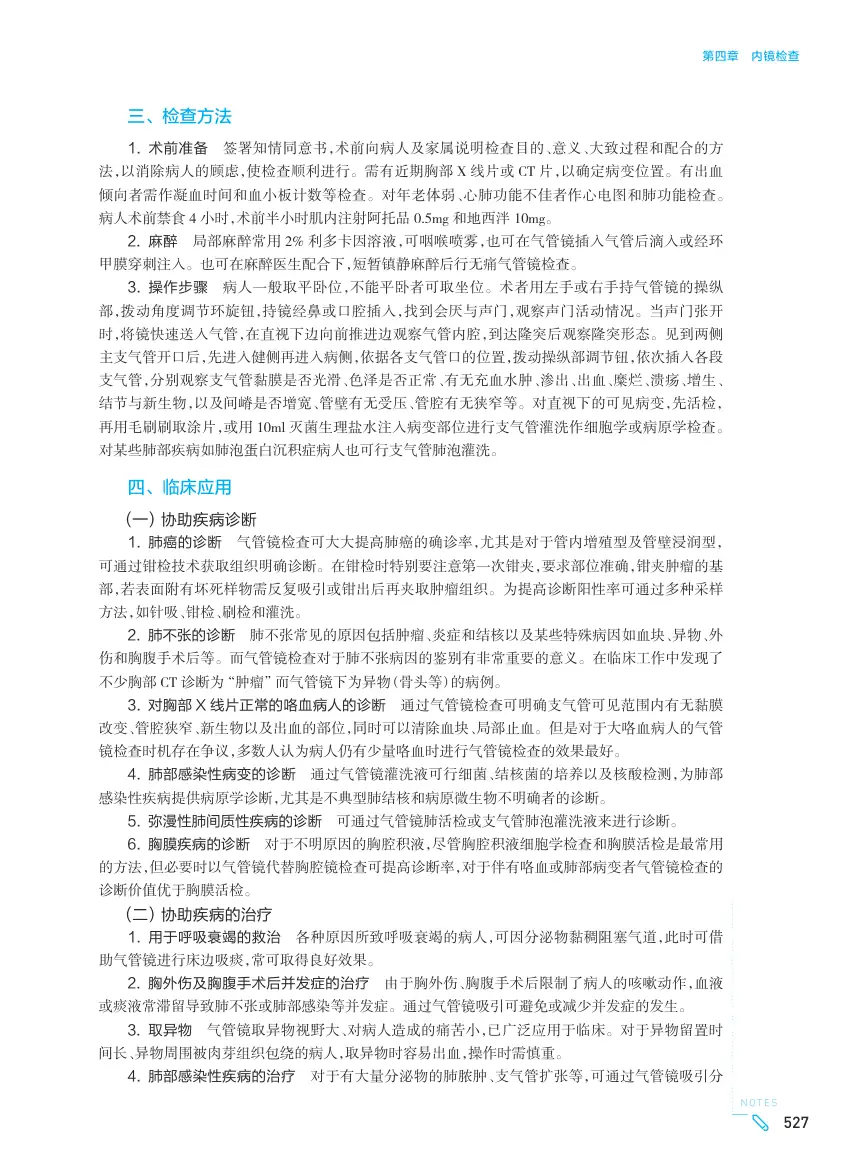 第四章 内镜检查
三、检查方法
1. 术前准备 签署知情同意书,术前向病人及家属说明检查目的、意义、大致过程和配合的方
法,以消除病人的顾虑,使检查顺利进行。需有近期胸部 X 线片或 CT 片,以确定病变位置。有出血
倾向者需作凝血时间和血小板计数等检查。对年老体弱、心肺功能不佳者作心电图和肺功能检查。
病人术前禁食 4 小时,术前半小时肌内注射阿托品 0.5mg 和地西泮 10mg。
2. 麻醉 局部麻醉常用 2% 利多卡因溶液,可咽喉喷雾,也可在气管镜插入气管后滴入或经环
甲膜穿刺注入。也可在麻醉医生配合下,短暂镇静麻醉后行无痛气管镜检查。
3. 操作步骤 病人一般取平卧位,不能平卧者可取坐位。术者用左手或右手持气管镜的操纵
部,拨动角度调节环旋钮,持镜经鼻或口腔插入,找到会厌与声门,观察声门活动情况。当声门张开
时,将镜快速送入气管,在直视下边向前推进边观察气管内腔,到达隆突后观察隆突形态。见到两侧
主支气管开口后,先进入健侧再进入病侧,依据各支气管口的位置,拨动操纵部调节钮,依次插入各段
支气管,分别观察支气管黏膜是否光滑、色泽是否正常、有无充血水肿、渗出、出血、糜烂、溃疡、增生、
结节与新生物,以及间嵴是否增宽、管壁有无受压、管腔有无狭窄等。对直视下的可见病变,先活检,
再用毛刷刷取涂片,或用 10ml 灭菌生理盐水注入病变部位进行支气管灌洗作细胞学或病原学检查。
对某些肺部疾病如肺泡蛋白沉积症病人也可行支气管肺泡灌洗。
四、临床应用
(一)协助疾病诊断
1. 肺癌的诊断 气管镜检查可大大提高肺癌的确诊率,尤其是对于管内增殖型及管壁浸润型,
可通过钳检技术获取组织明确诊断。在钳检时特别要注意第一次钳夹,要求部位准确,钳夹肿瘤的基
部,若表面附有坏死样物需反复吸引或钳出后再夹取肿瘤组织。为提高诊断阳性率可通过多种采样
方法,如针吸、钳检、刷检和灌洗。
2. 肺不张的诊断 肺不张常见的原因包括肿瘤、炎症和结核以及某些特殊病因如血块、异物、外
伤和胸腹手术后等。而气管镜检查对于肺不张病因的鉴别有非常重要的意义。在临床工作中发现了
不少胸部 CT 诊断为“肿瘤”而气管镜下为异物(骨头等)的病例。
3. 对胸部 X 线片正常的咯血病人的诊断 通过气管镜检查可明确支气管可见范围内有无黏膜
改变、管腔狭窄、新生物以及出血的部位,同时可以清除血块、局部止血。但是对于大咯血病人的气管
镜检查时机存在争议,多数人认为病人仍有少量咯血时进行气管镜检查的效果最好。
4. 肺部感染性病变的诊断 通过气管镜灌洗液可行细菌、结核菌的培养以及核酸检测,为肺部
感染性疾病提供病原学诊断,尤其是不典型肺结核和病原微生物不明确者的诊断。
5. 弥漫性肺间质性疾病的诊断 可通过气管镜肺活检或支气管肺泡灌洗液来进行诊断。
6. 胸膜疾病的诊断 对于不明原因的胸腔积液,尽管胸腔积液细胞学检查和胸膜活检是最常用
的方法,但必要时以气管镜代替胸腔镜检查可提高诊断率,对于伴有咯血或肺部病变者气管镜检查的
诊断价值优于胸膜活检。
(二)协助疾病的治疗
1. 用于呼吸衰竭的救治 各种原因所致呼吸衰竭的病人,可因分泌物黏稠阻塞气道,此时可借
助气管镜进行床边吸痰,常可取得良好效果。
2. 胸外伤及胸腹手术后并发症的治疗 由于胸外伤、胸腹手术后限制了病人的咳嗽动作,血液
或痰液常滞留导致肺不张或肺部感染等并发症。通过气管镜吸引可避免或减少并发症的发生。
3. 取异物 气管镜取异物视野大、对病人造成的痛苦小,已广泛应用于临床。对于异物留置时
间长、异物周围被肉芽组织包绕的病人,取异物时容易出血,操作时需慎重。
4. 肺部感染性疾病的治疗 对于有大量分泌物的肺脓肿、支气管扩张等,可通过气管镜吸引分
NOTES
527